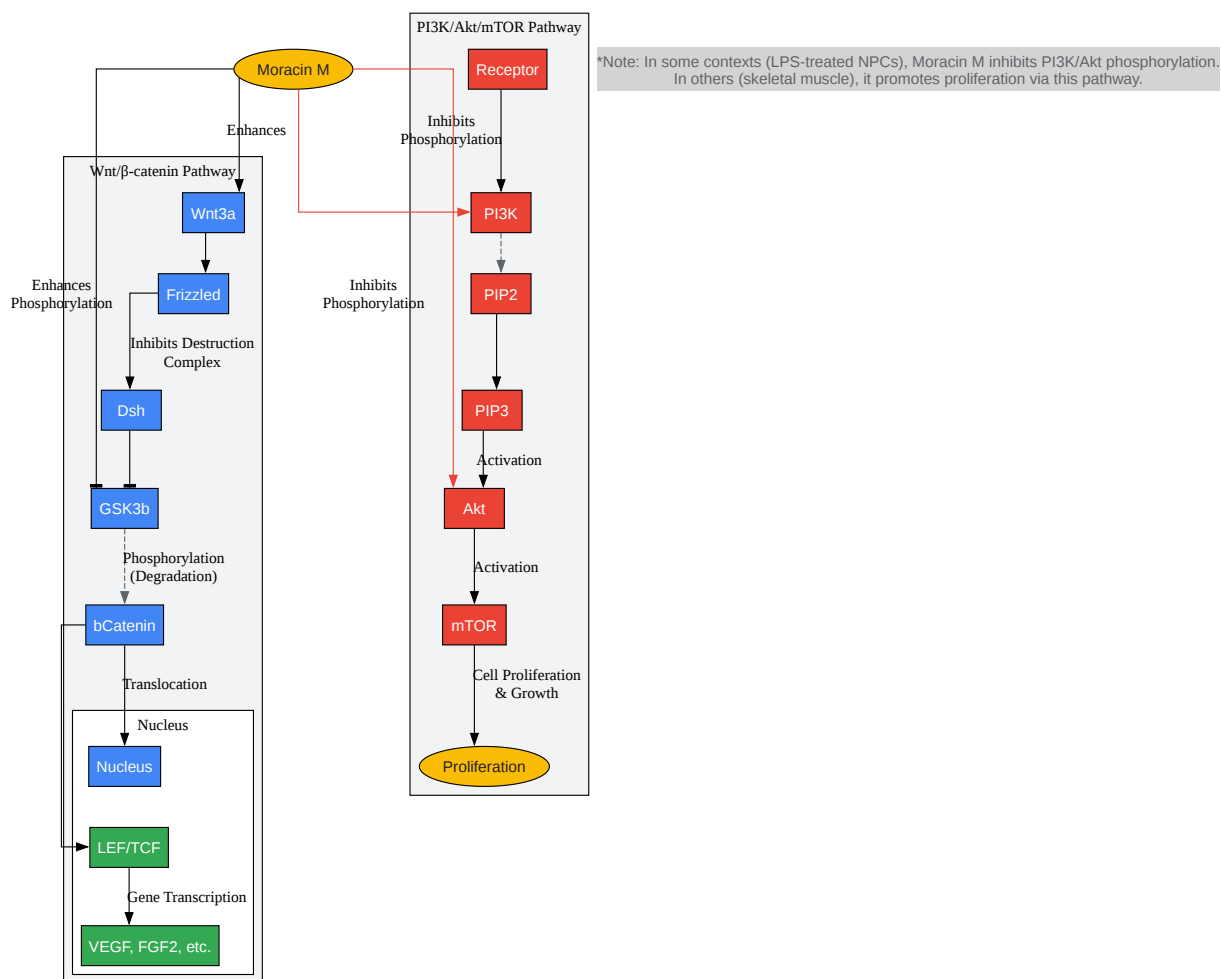 PI3K/Akt/mTOR Pathway
Moracin M
Receptor
*Note: In some contexts (LPS-treated NPCs), Moracin M inhibits PI3K/Akt phosphorylation.
In others (skeletal muscle), it promotes proliferation via this pathway.
Enhances
Inhibits
Phosphorylation
Wnt/β-catenin Pathway
Wnt3a
PI3K
Enhances
Phosphorylation
Frizzled
Inhibits
Phosphorylation
PIP2
Inhibits Destruction
Complex
Dsh
PIP3
Activation
GSK3b
Akt
Phosphorylation
(Degradation)
Activation
bCatenin
mTOR
Translocation
Cell Proliferation
& Growth
Nucleus
Nucleus
Proliferation
LEF/TCF
Gene Transcription
VEGF, FGF2, etc.